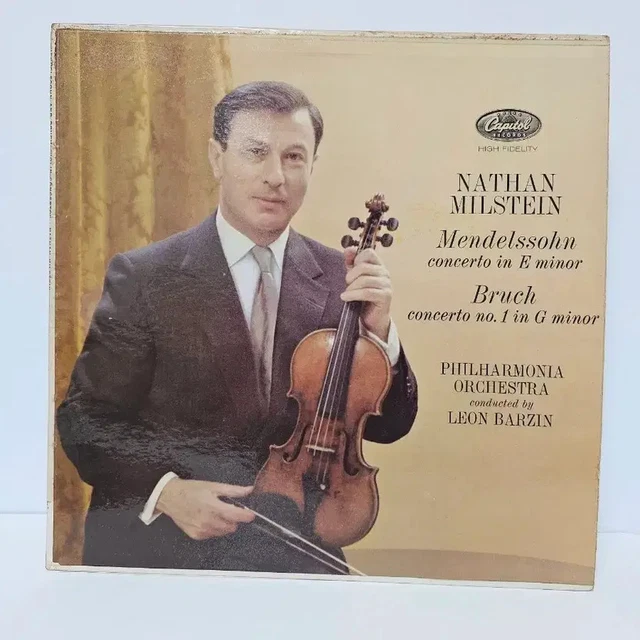 Capitol
RECORDS
HIGH FIDELITY
NATHAN
MILSTEIN
Mendelssohn
concerto in E minor
Bruch
concerto no. 1 in G minor
PHILHARMONIA
ORCHESTRA
conducted by
LEON BARZIN